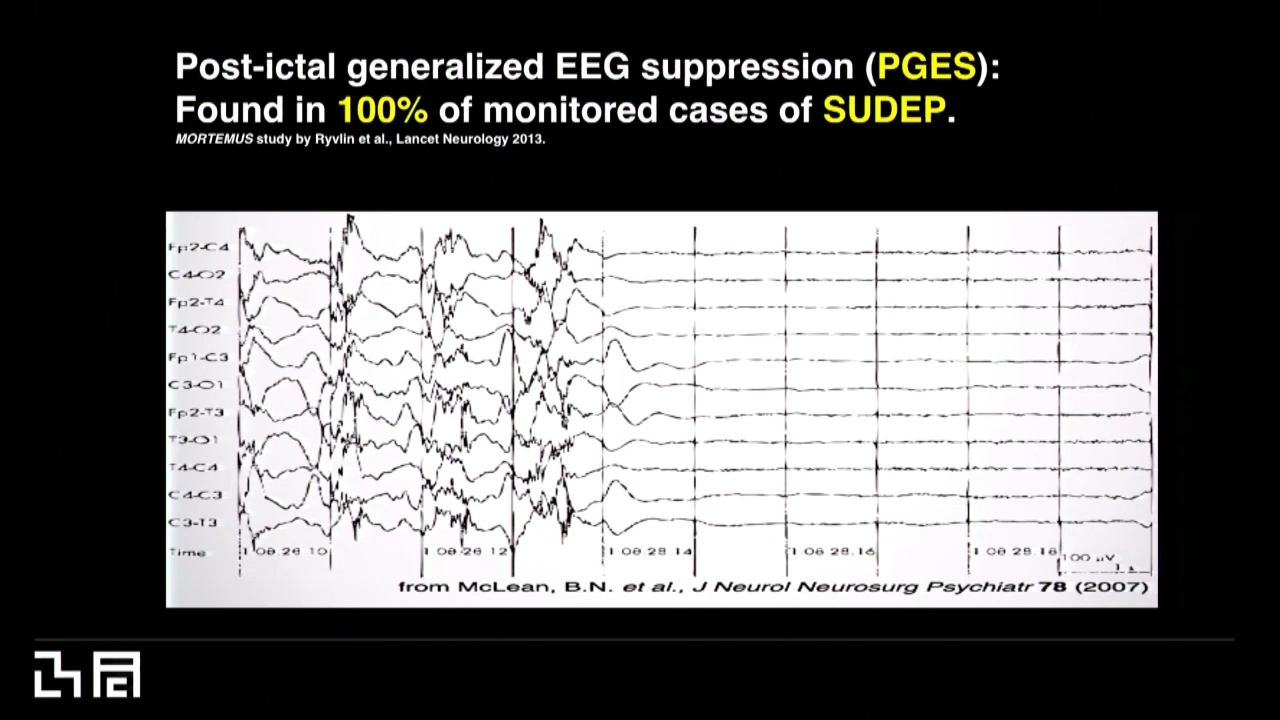 Post-ictal generalized EEG suppression (PGES):
Found in 100% of monitored cases of SUDEP.
MORTEMUS study by Ryvlin et al., Lancet Neurology 2013.
Fp2-C4
C4-O2
Fp2-T4
T4-O2
Fp1-C3
C3-O1
Fp2-T3
T3-O1
T4-C4
C4-C3
C3-T3
Time
100 µV
from McLean, B.N. et al., J Neurol Neurosurg Psychiatr 78 (2007)